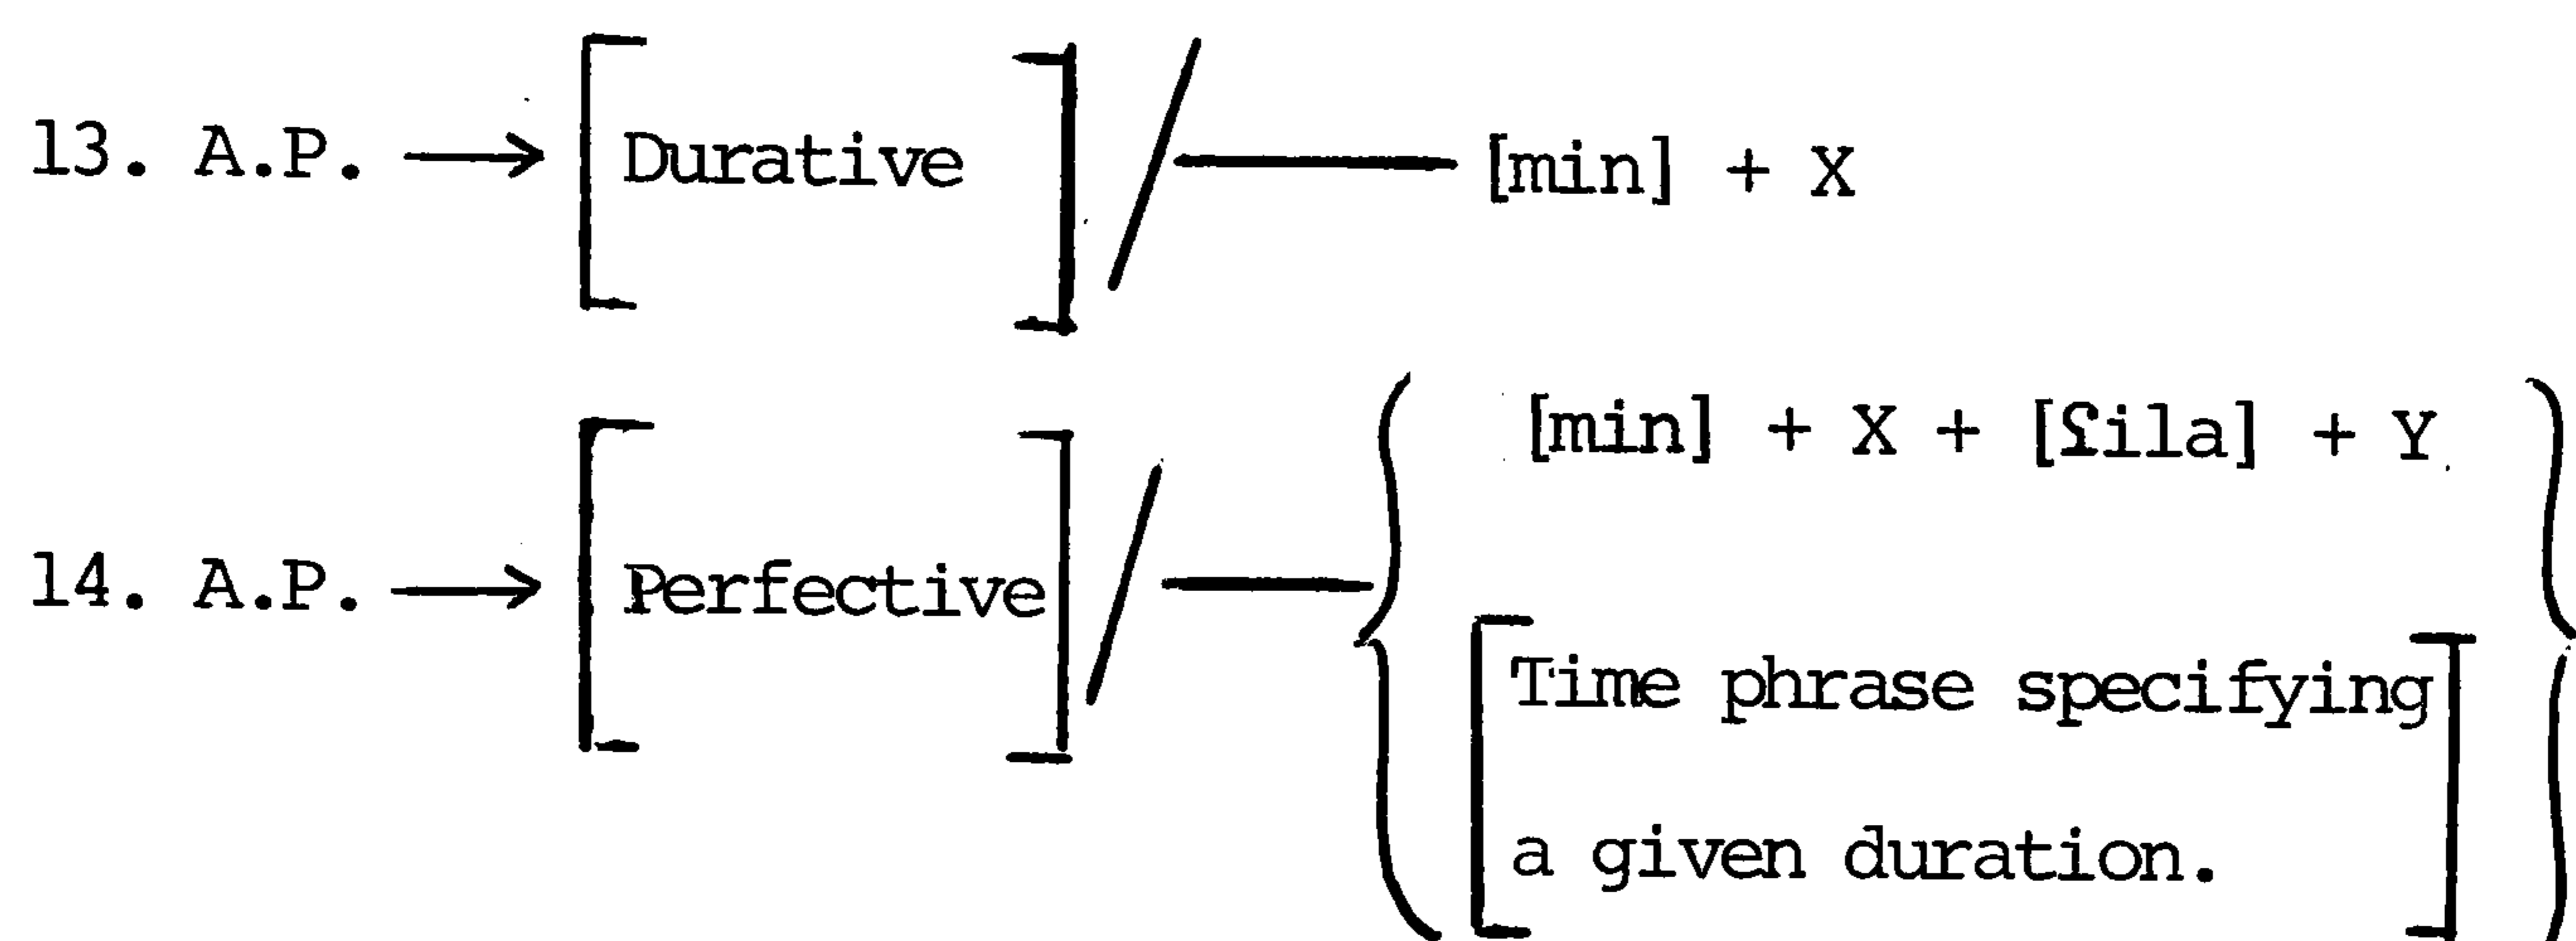 13. A.P. ⟶ [Durative] / —— [min] + X
[min] + X + [ʕila] + Y
14. A.P. ⟶ [Perfective] / ——
Time phrase specifying
a given duration.